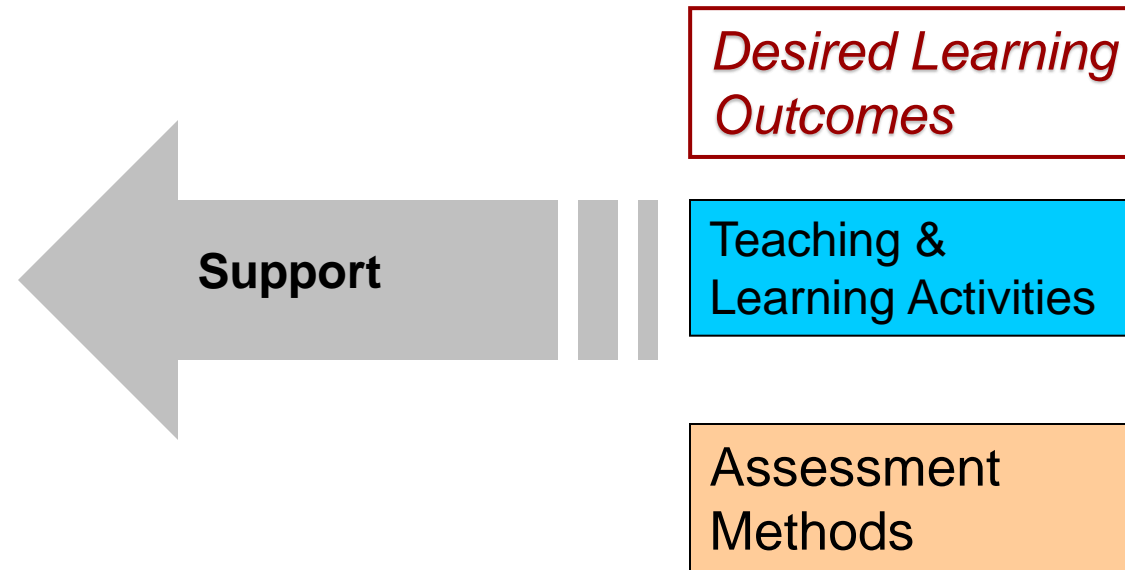 Desired Learning
Outcomes
Support
Teaching &
Learning Activities
Assessment
Methods